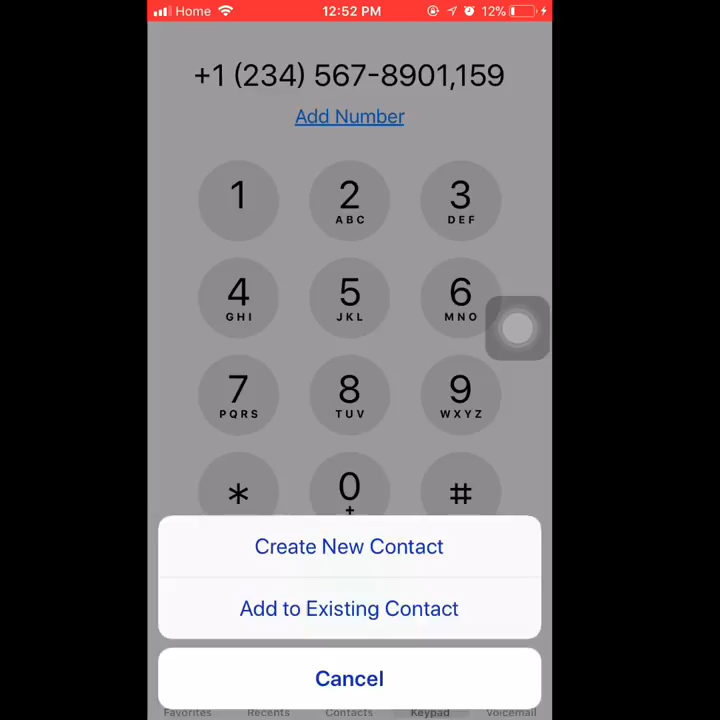 Home 12:52 PM 12%
+1 (234) 567-8901,159
Add Number
1 2 3
ABC DEF
4 5 6
GHI JKL MNO
7 8 9
PQRS TUV WXYZ
* 0 #
+
Create New Contact
Add to Existing Contact
Cancel
Favorites Recents Contacts Keypad Voicemail